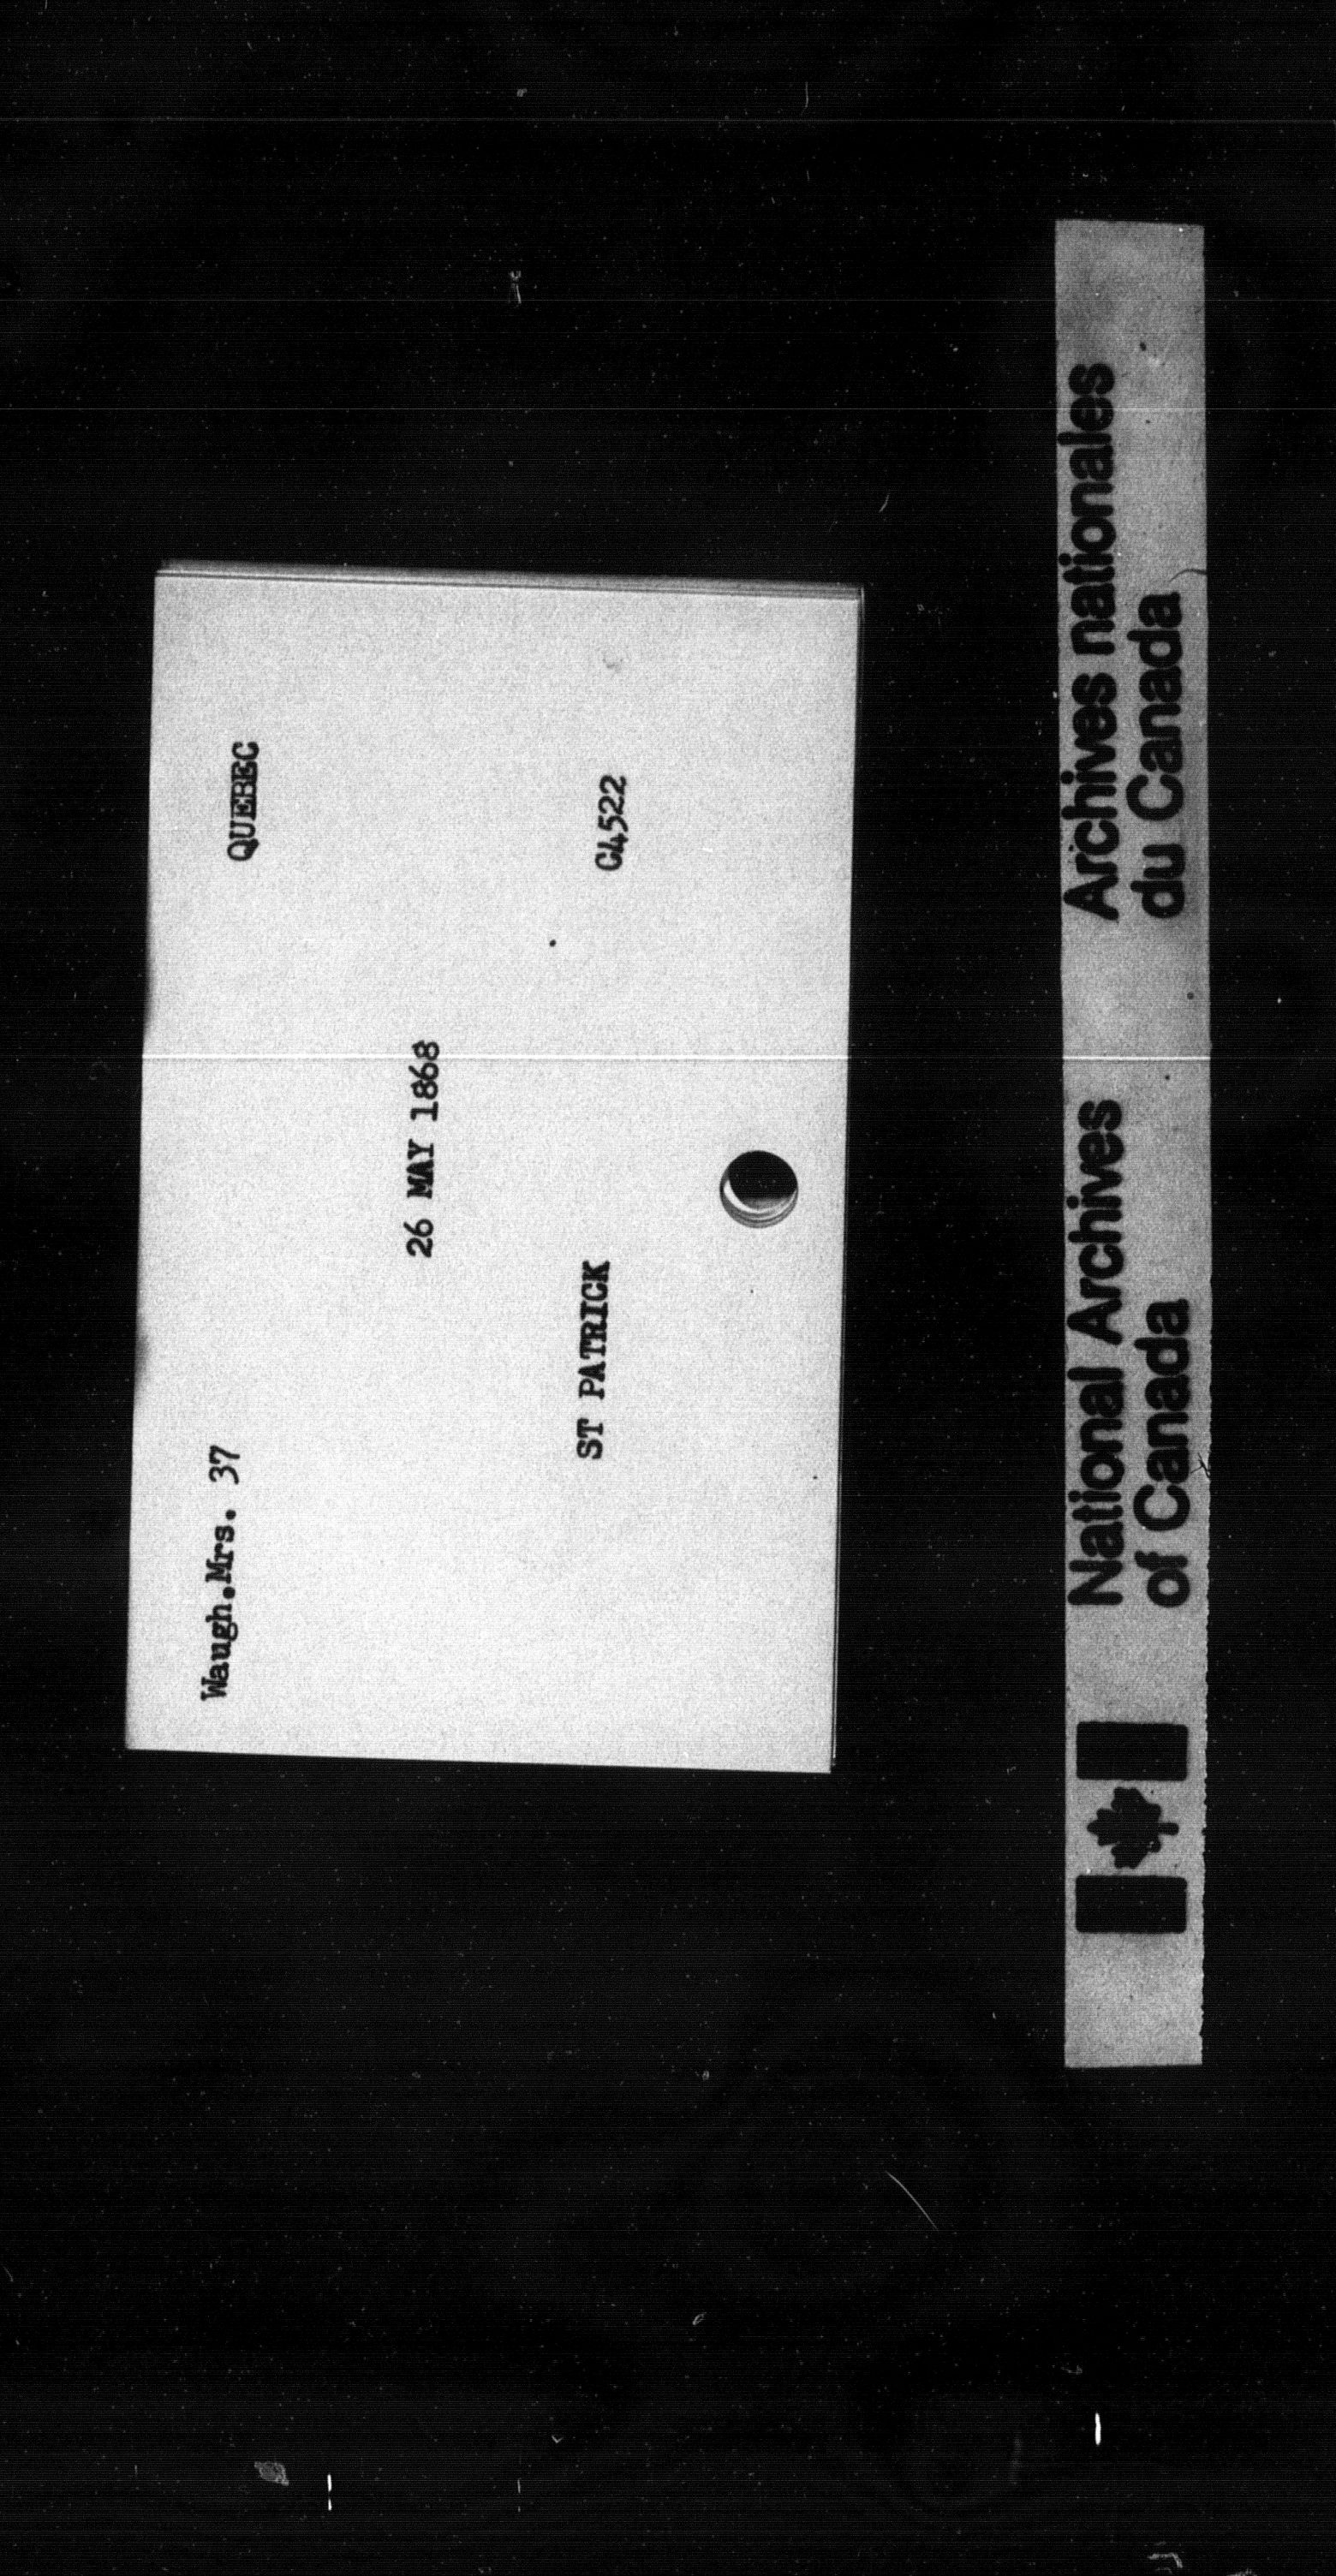 Waugh.Mrs. 37 QUEBEC
26 MAY 1868
ST PATRICK C4522
National Archives
of Canada
Archives nationales
du Canada